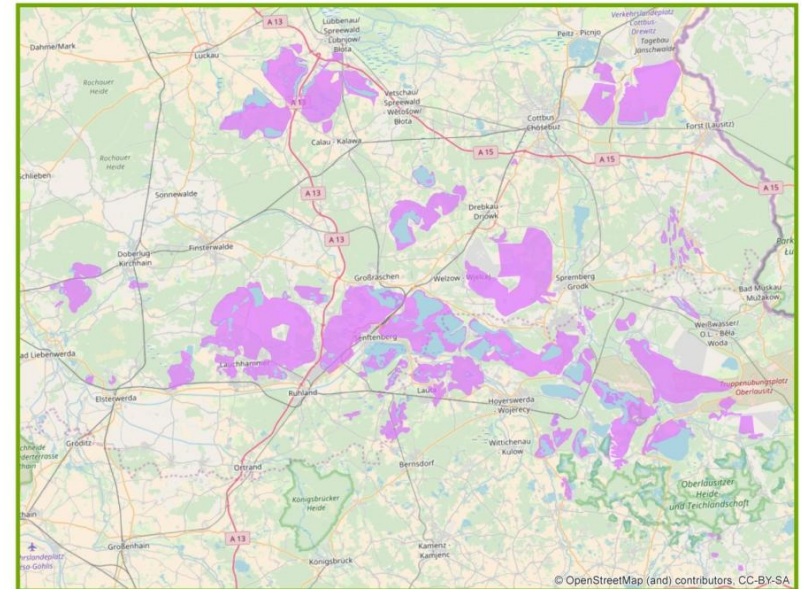 A 13
Lübbenau/
Spreewald
Lubnjow/
Błota
Verkehrslandeplatz
Cottbus-
Drewitz
Tagebau
Jänschwalde
Peitz - Picnjo
Dahme/Mark
Luckau
Rochauer
Heide
A 13
Vetschau/
Spreewald
- Wětošow/
Błota
Cottbus
- Chóśebuz
Forst (Lausitz)
Calau - Kalawa
A 15
A 15
A 15
Rochauer
Heide
Schlieben
Sonnewalde
A 13
Drebkau -
Drjowk
A 13
Doberlug-
Kirchhain
Finsterwalde
Großräschen
Welzow -
Spremberg
- Grodk
Bad Muskau
Mužakow
Park
ad Liebenwerda
Senftenberg
Weißwasser/
O.L. - Běła
Woda
Lauchhammer
Truppenübungsplatz
Oberlausitz
Elsterwerda
Ruhland
Lauta
Hoyerswerda
- Wojerecy
Gröditz
Wittichenau
- Kulow
Ortrand
Bernsdorf
Königsbrücker
Heide
Oberlausitzer
Heide
und Teichlandschaft
A 13
Großenhain
Kamenz -
Kamjenc
Königsbrück
© OpenStreetMap (and) contributors, CC-BY-SA